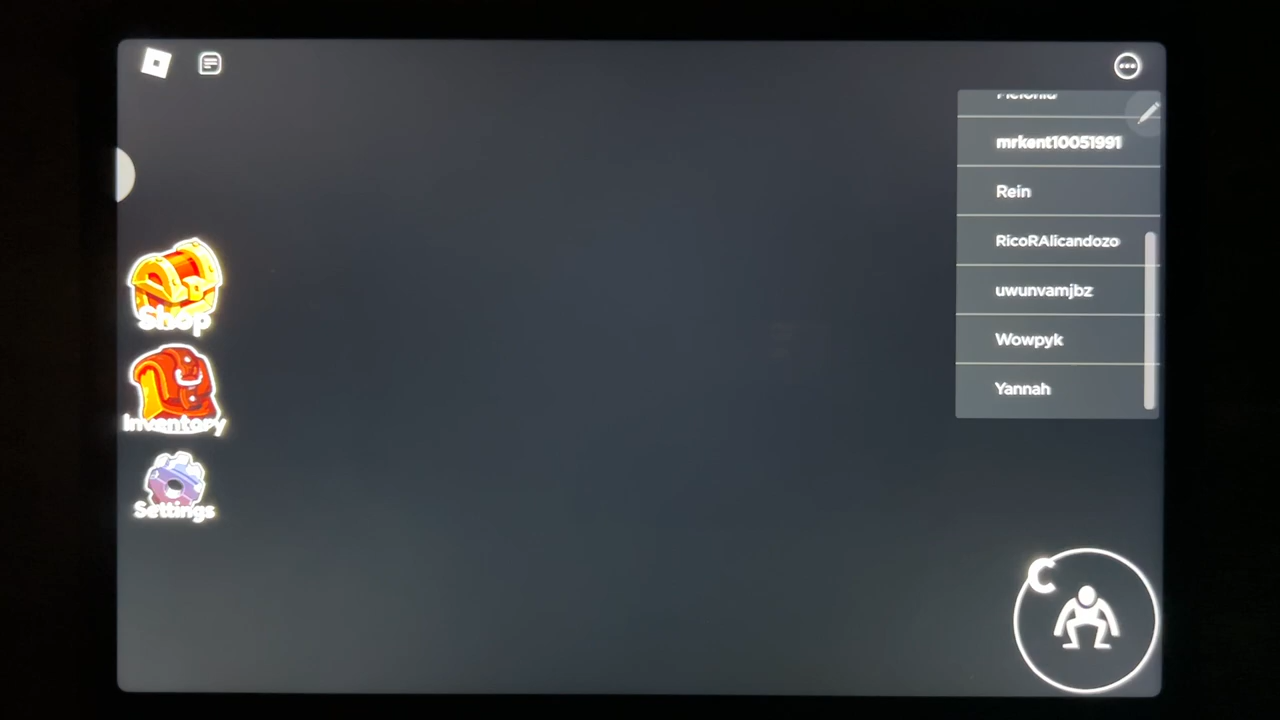 mrkent10051991
Rein
RicoRAlicandozo
uwunvamjbz
Wowpyk
Yannah
Shop
Inventory
Settings
C